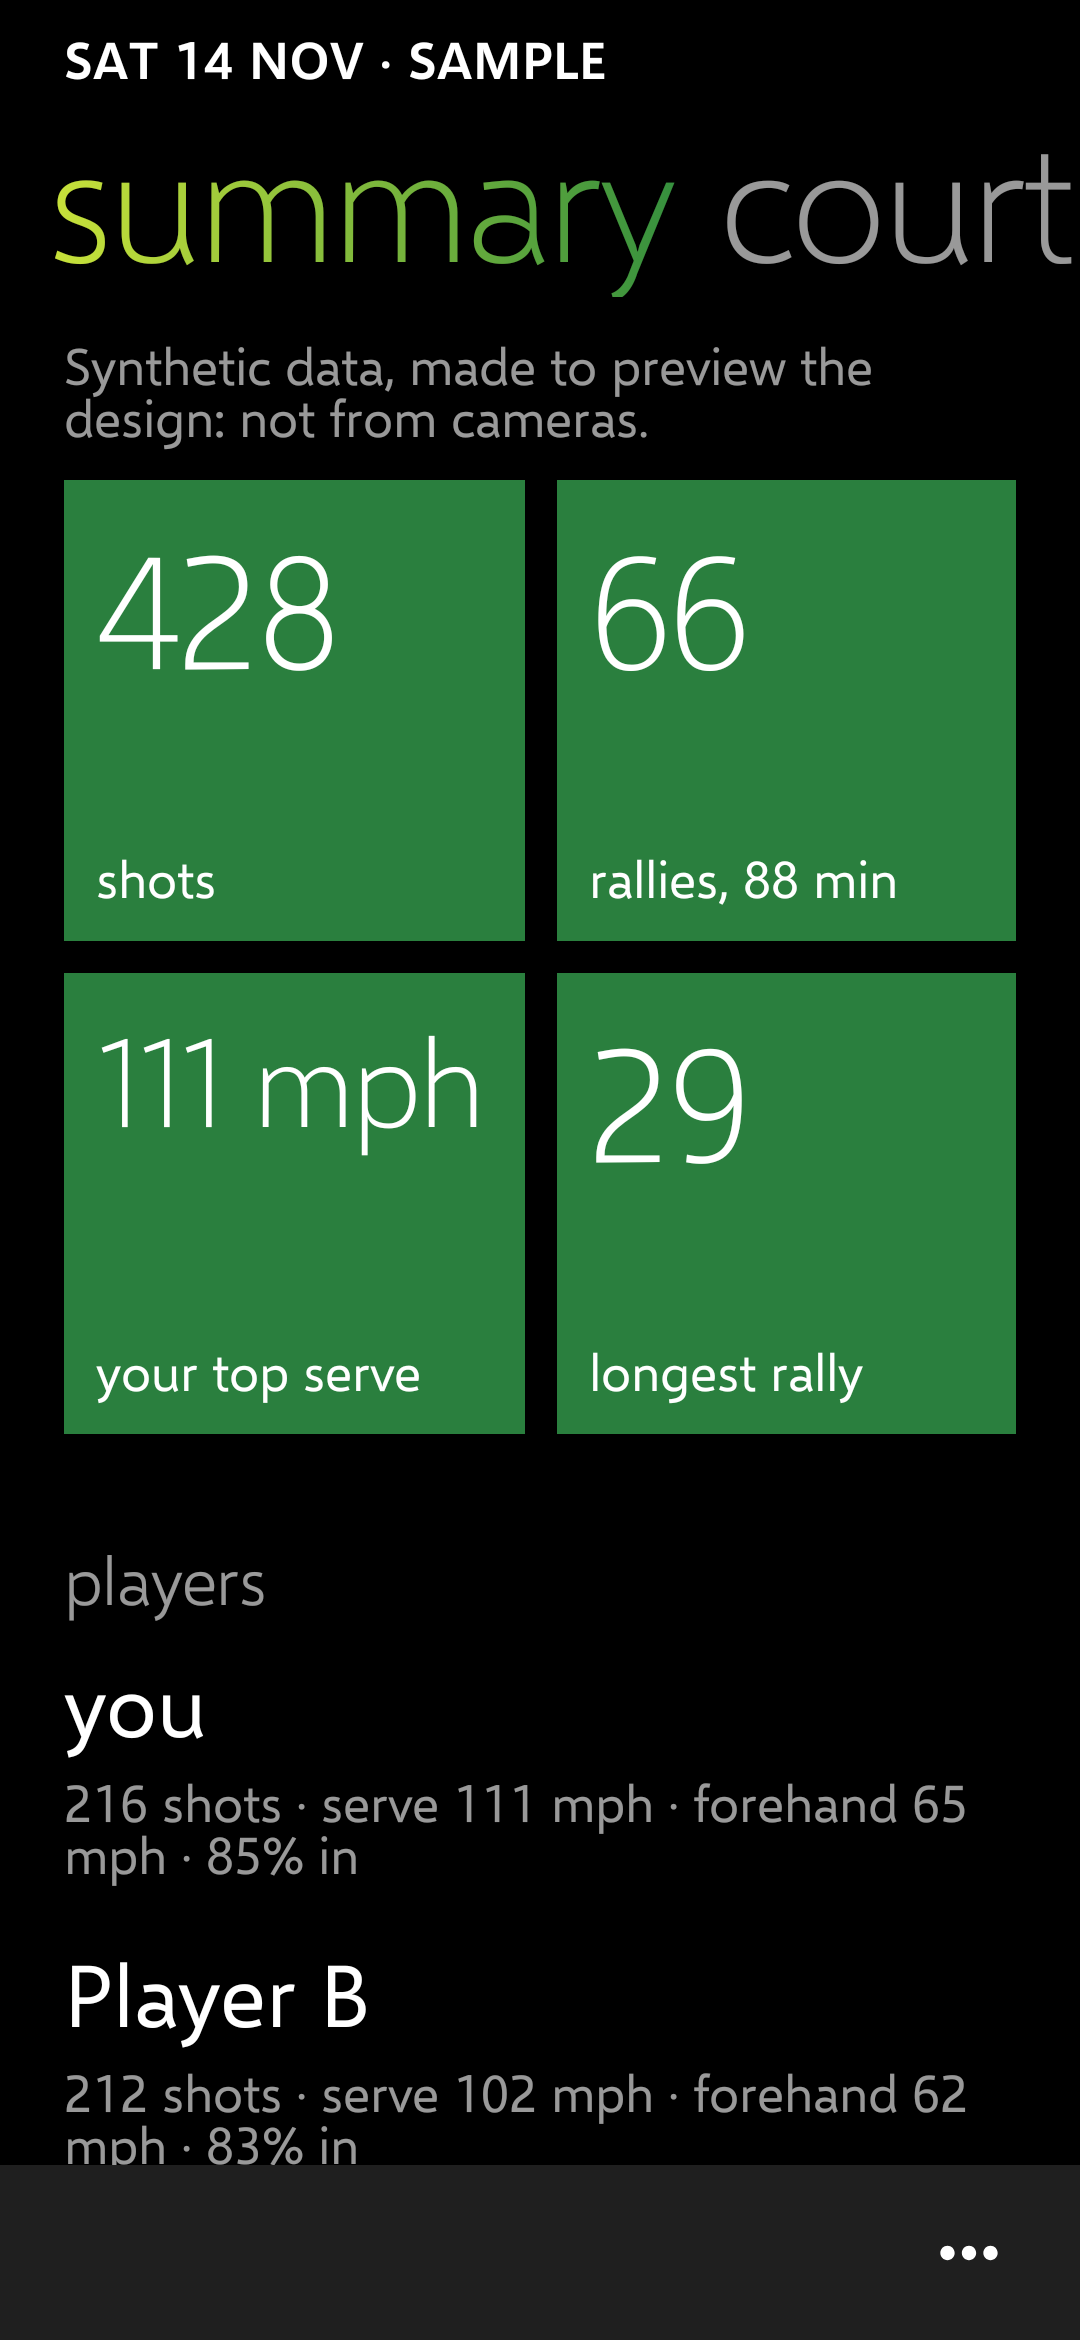 SAT 14 NOV · SAMPLE
summary court
Synthetic data, made to preview the
design: not from cameras.
428
shots
66
rallies, 88 min
111 mph
your top serve
29
longest rally
players
you
216 shots · serve 111 mph · forehand 65
mph · 85% in
Player B
212 shots · serve 102 mph · forehand 62
mph · 83% in